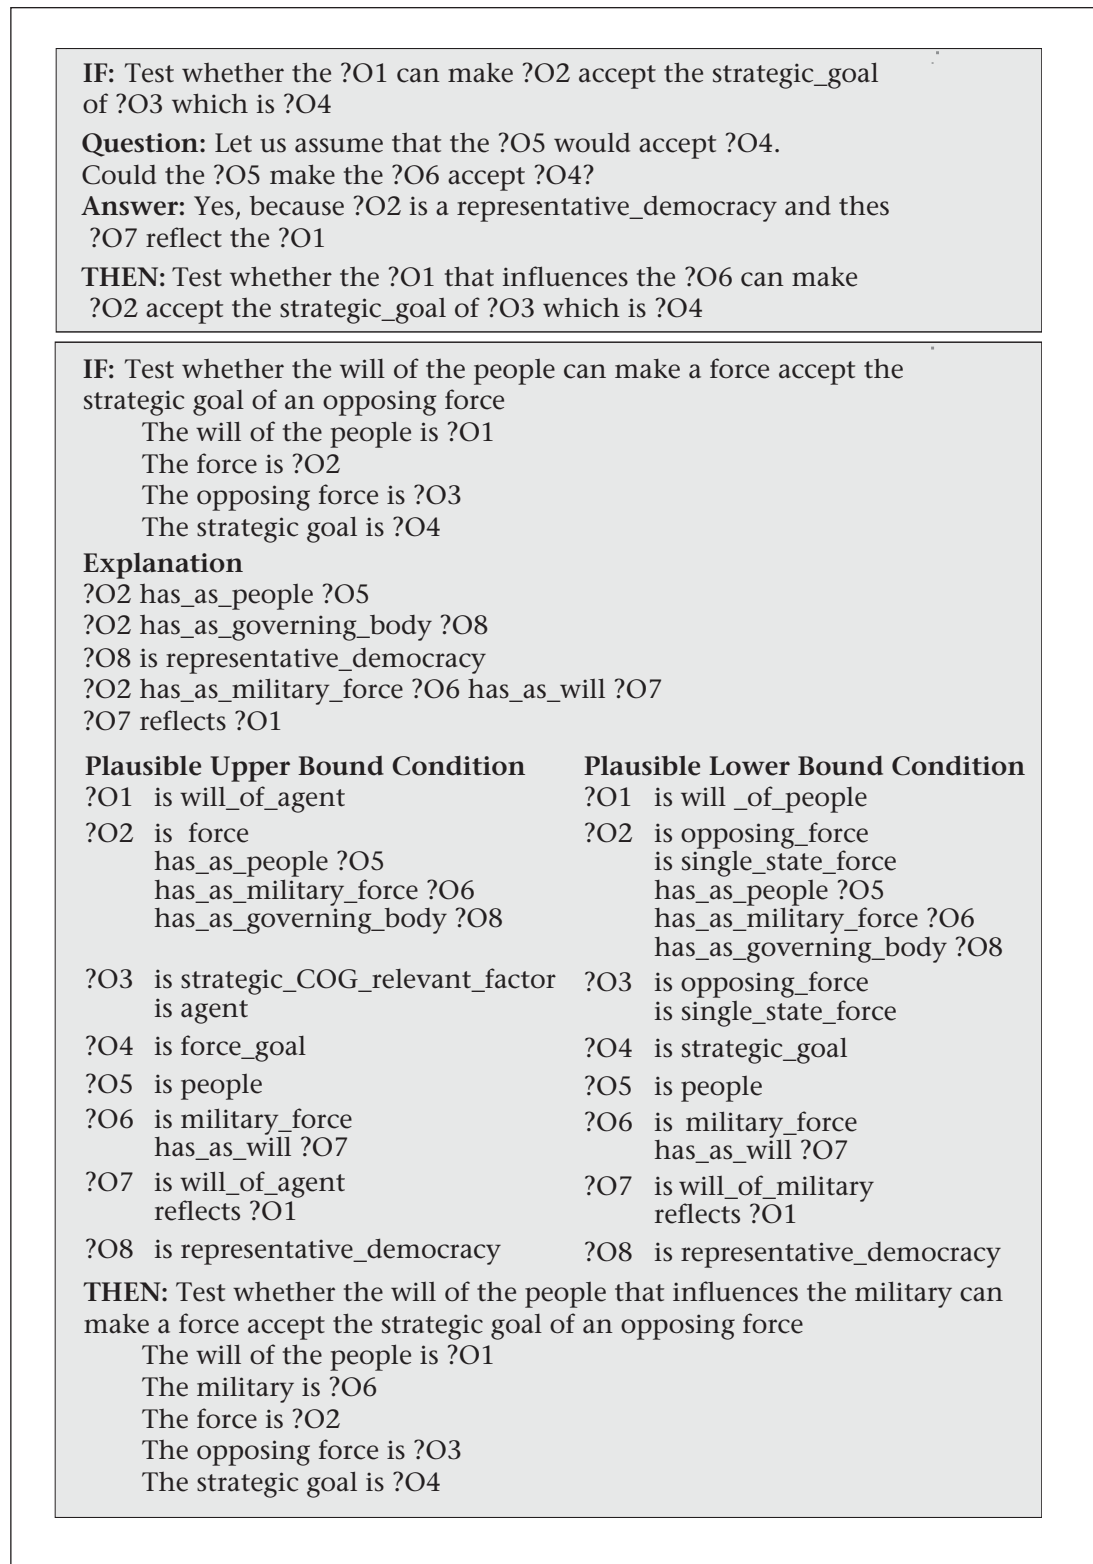 IF: Test whether the ?O1 can make ?O2 accept the strategic_goal
of ?O3 which is ?O4
Question: Let us assume that the ?O5 would accept ?O4.
Could the ?O5 make the ?O6 accept ?O4?
Answer: Yes, because ?O2 is a representative_democracy and thes
?O7 reflect the ?O1
THEN: Test whether the ?O1 that influences the ?O6 can make
?O2 accept the strategic_goal of ?O3 which is ?O4
IF: Test whether the will of the people can make a force accept the
strategic goal of an opposing force
The will of the people is ?O1
The force is ?O2
The opposing force is ?O3
The strategic goal is ?O4
Explanation
?O2 has_as_people ?O5
?O2 has_as_governing_body ?O8
?O8 is representative_democracy
?O2 has_as_military_force ?O6 has_as_will ?O7
?O7 reflects ?O1
Plausible Upper Bound Condition
?O1 is will_of_agent
?O2 is force
has_as_people ?O5
has_as_military_force ?O6
has_as_governing_body ?O8
?O3 is strategic_COG_relevant_factor
is agent
?O4 is force_goal
?O5 is people
?O6 is military_force
has_as_will ?O7
?O7 is will_of_agent
reflects ?O1
?O8 is representative_democracy
Plausible Lower Bound Condition
?O1 is will _of_people
?O2 is opposing_force
is single_state_force
has_as_people ?O5
has_as_military_force ?O6
has_as_governing_body ?O8
?O3 is opposing_force
is single_state_force
?O4 is strategic_goal
?O5 is people
?O6 is military_force
has_as_will ?O7
?O7 is will_of_military
reflects ?O1
?O8 is representative_democracy
THEN: Test whether the will of the people that influences the military can
make a force accept the strategic goal of an opposing force
The will of the people is ?O1
The military is ?O6
The force is ?O2
The opposing force is ?O3
The strategic goal is ?O4